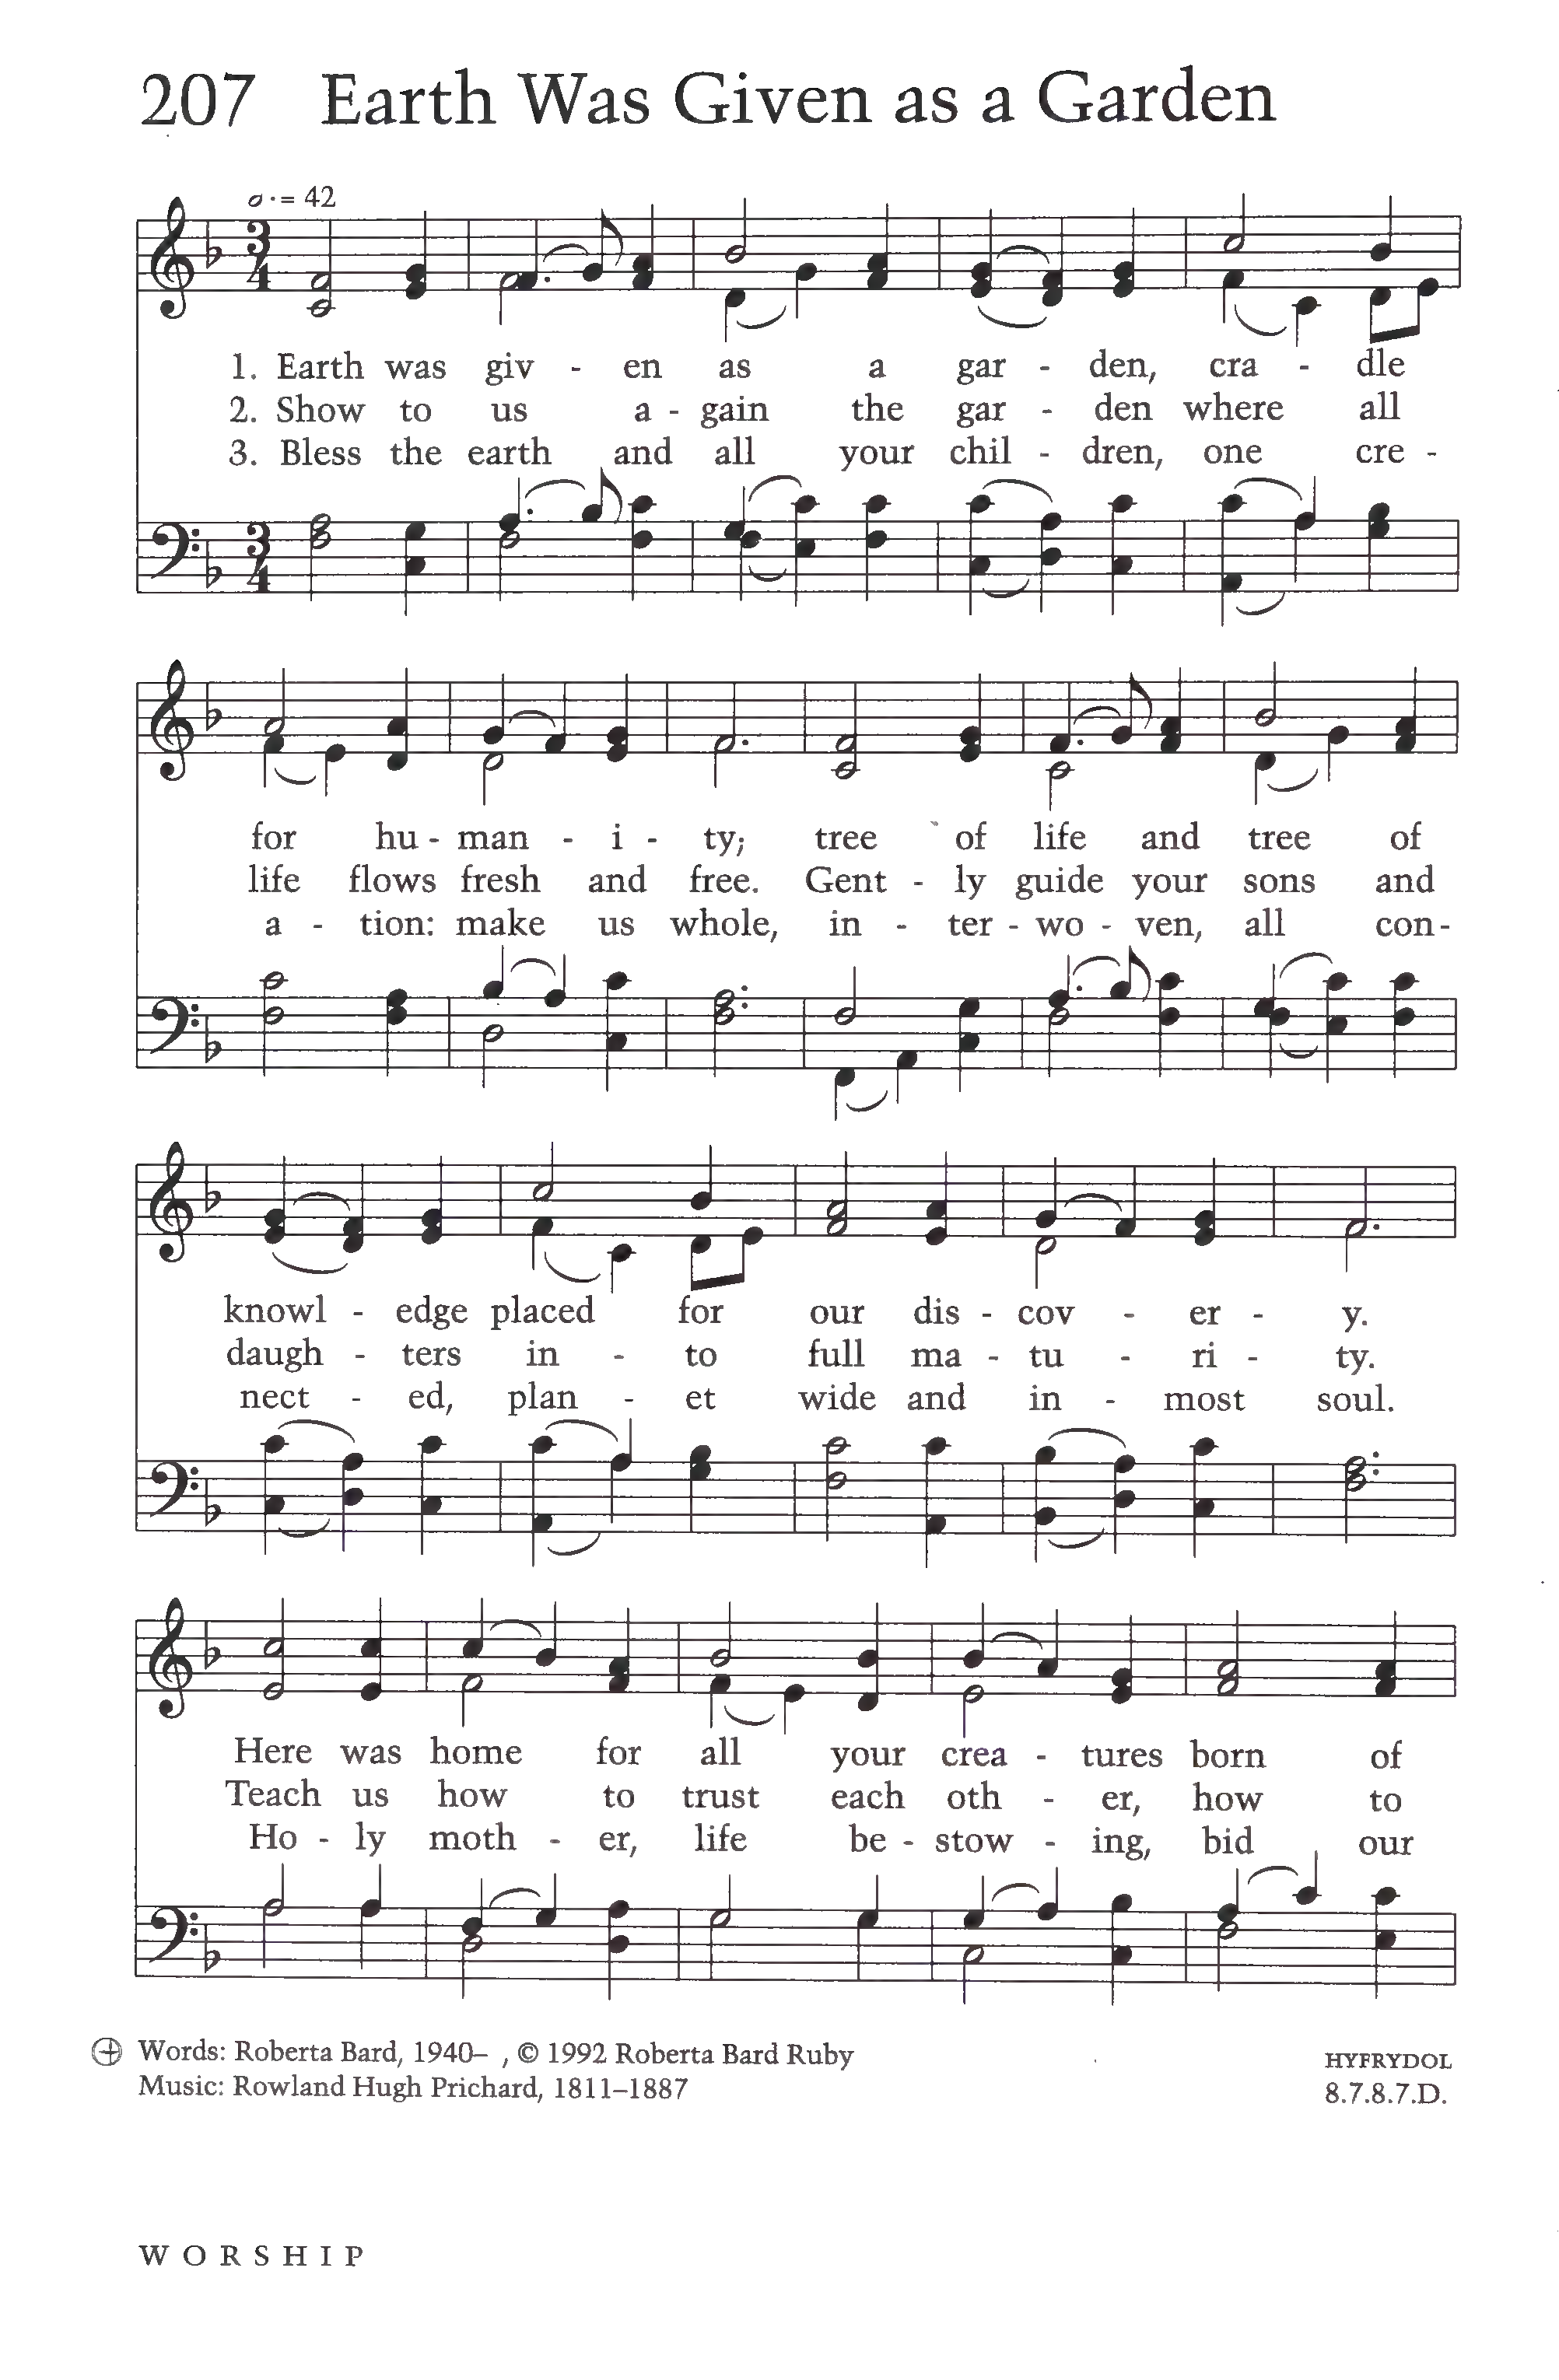 207 Earth Was Given as a Garden
𝅗𝅥. = 42
1. Earth was giv - en as a gar - den, cra - dle
2. Show to us a - gain the gar - den where all
3. Bless the earth and all your chil - dren, one cre -
for hu - man - i - ty; tree of life and tree of
life flows fresh and free. Gent - ly guide your sons and
a - tion: make us whole, in - ter - wo - ven, all con -
knowl - edge placed for our dis - cov - er - y.
daugh - ters in - to full ma - tu - ri - ty.
nect - ed, plan - et wide and in - most soul.
Here was home for all your crea - tures born of
Teach us how to trust each oth - er, how to
Ho - ly moth - er, life be - stow - ing, bid our
Words: Roberta Bard, 1940– , © 1992 Roberta Bard Ruby
Music: Rowland Hugh Prichard, 1811–1887
HYFRYDOL
8.7.8.7.D.
WORSHIP